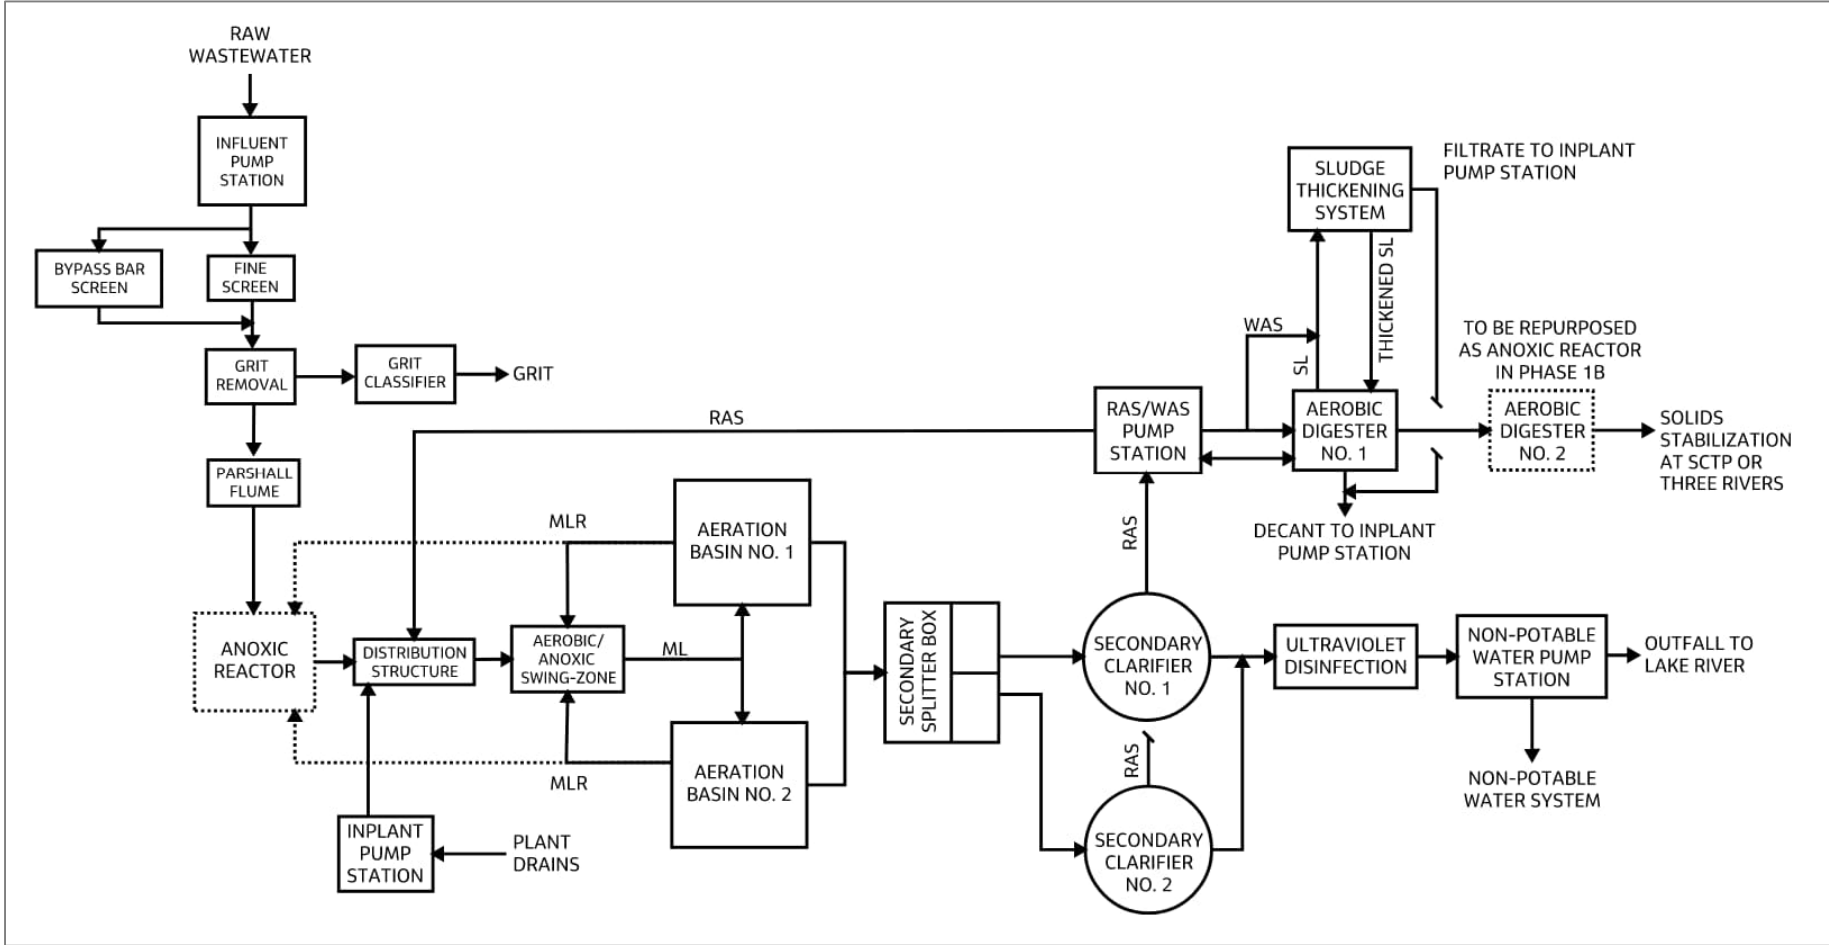 RAW
WASTEWATER
INFLUENT
PUMP
STATION
BYPASS BAR
SCREEN
FINE
SCREEN
GRIT
REMOVAL
GRIT
CLASSIFIER
GRIT
PARSHALL
FLUME
ANOXIC
REACTOR
DISTRIBUTION
STRUCTURE
INPLANT
PUMP
STATION
PLANT
DRAINS
AEROBIC/
ANOXIC
SWING-ZONE
MLR
MLR
ML
RAS
AERATION
BASIN NO. 1
AERATION
BASIN NO. 2
SECONDARY
SPLITTER BOX
SECONDARY
CLARIFIER
NO. 1
RAS
SECONDARY
CLARIFIER
NO. 2
RAS
RAS/WAS
PUMP
STATION
WAS
SL
THICKENED SL
SLUDGE
THICKENING
SYSTEM
FILTRATE TO INPLANT
PUMP STATION
AEROBIC
DIGESTER
NO. 1
DECANT TO INPLANT
PUMP STATION
TO BE REPURPOSED
AS ANOXIC REACTOR
IN PHASE 1B
AEROBIC
DIGESTER
NO. 2
SOLIDS
STABILIZATION
AT SCTP OR
THREE RIVERS
ULTRAVIOLET
DISINFECTION
NON-POTABLE
WATER PUMP
STATION
OUTFALL TO
LAKE RIVER
NON-POTABLE
WATER SYSTEM